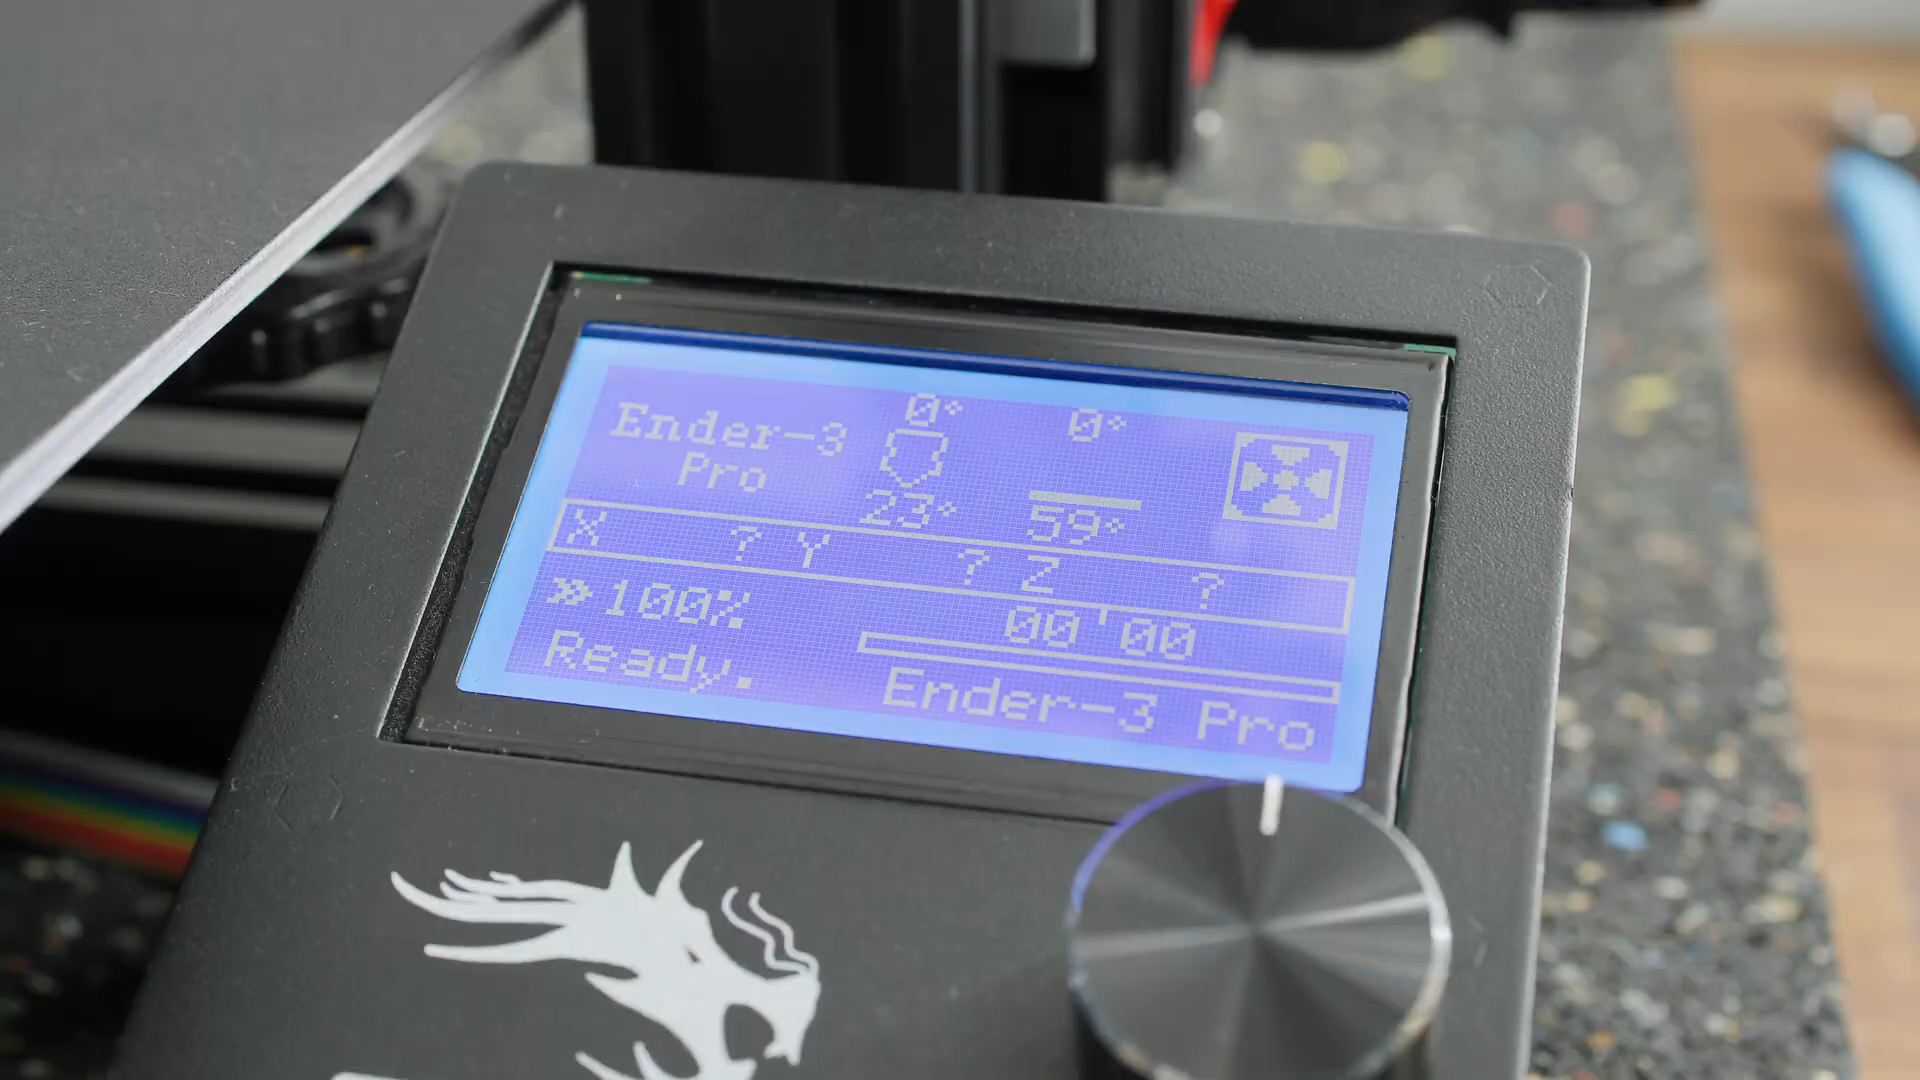 0° 0°
Ender-3
Pro
23° 59°
X ? Y ? Z ?
»100% 00'00
Ready. Ender-3 Pro